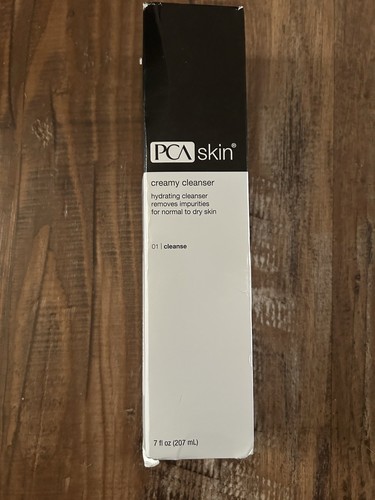 PCA skin®
creamy cleanser
hydrating cleanser
removes impurities
for normal to dry skin
01 | cleanse
7 fl oz (207 mL)